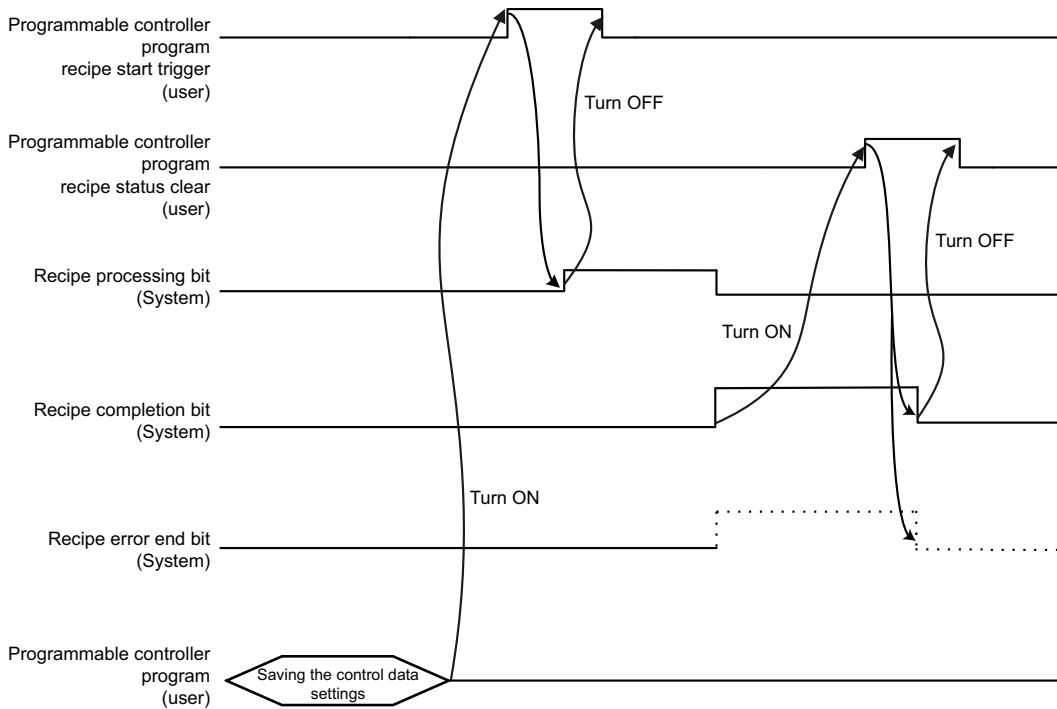 Programmable controller
program
recipe start trigger
(user)
Turn OFF
Programmable controller
program
recipe status clear
(user)
Turn OFF
Recipe processing bit
(System)
Turn ON
Recipe completion bit
(System)
Turn ON
Recipe error end bit
(System)
Programmable controller
program
(user)
Saving the control data
settings